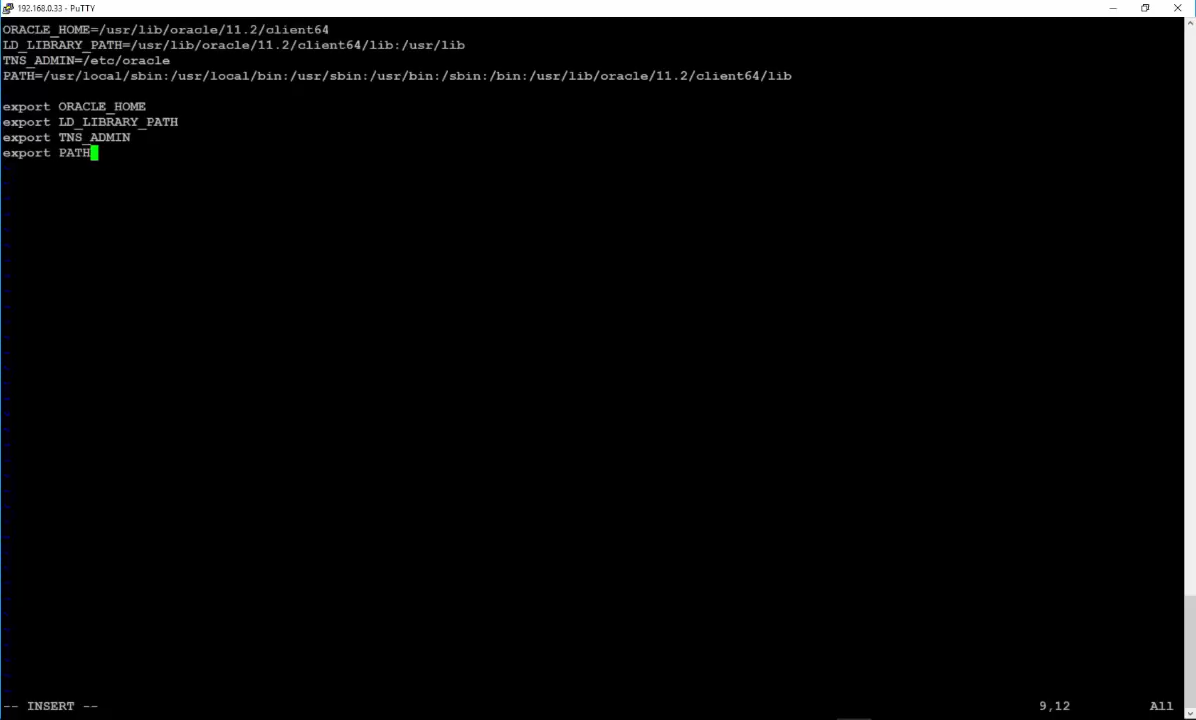 192.168.0.33 - PuTTY
ORACLE_HOME=/usr/lib/oracle/11.2/client64
LD_LIBRARY_PATH=/usr/lib/oracle/11.2/client64/lib:/usr/lib
TNS_ADMIN=/etc/oracle
PATH=/usr/local/sbin:/usr/local/bin:/usr/sbin:/usr/bin:/sbin:/bin:/usr/lib/oracle/11.2/client64/lib
export ORACLE_HOME
export LD_LIBRARY_PATH
export TNS_ADMIN
export PATH
-- INSERT -- 9,12 All